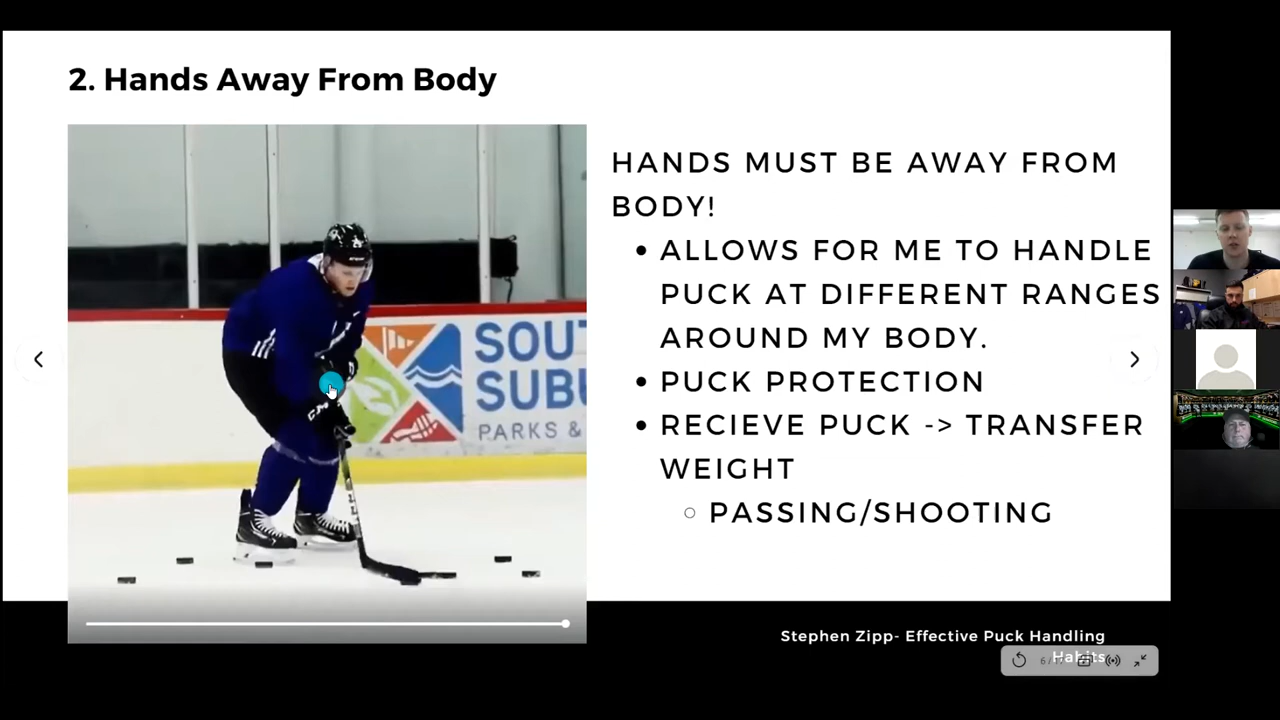 2. Hands Away From Body
HANDS MUST BE AWAY FROM
BODY!
• ALLOWS FOR ME TO HANDLE
PUCK AT DIFFERENT RANGES
AROUND MY BODY.
• PUCK PROTECTION
• RECIEVE PUCK -> TRANSFER
WEIGHT
○ PASSING/SHOOTING
SOUT
SUBU
PARKS &
CCM
Stephen Zipp- Effective Puck Handling
Habits